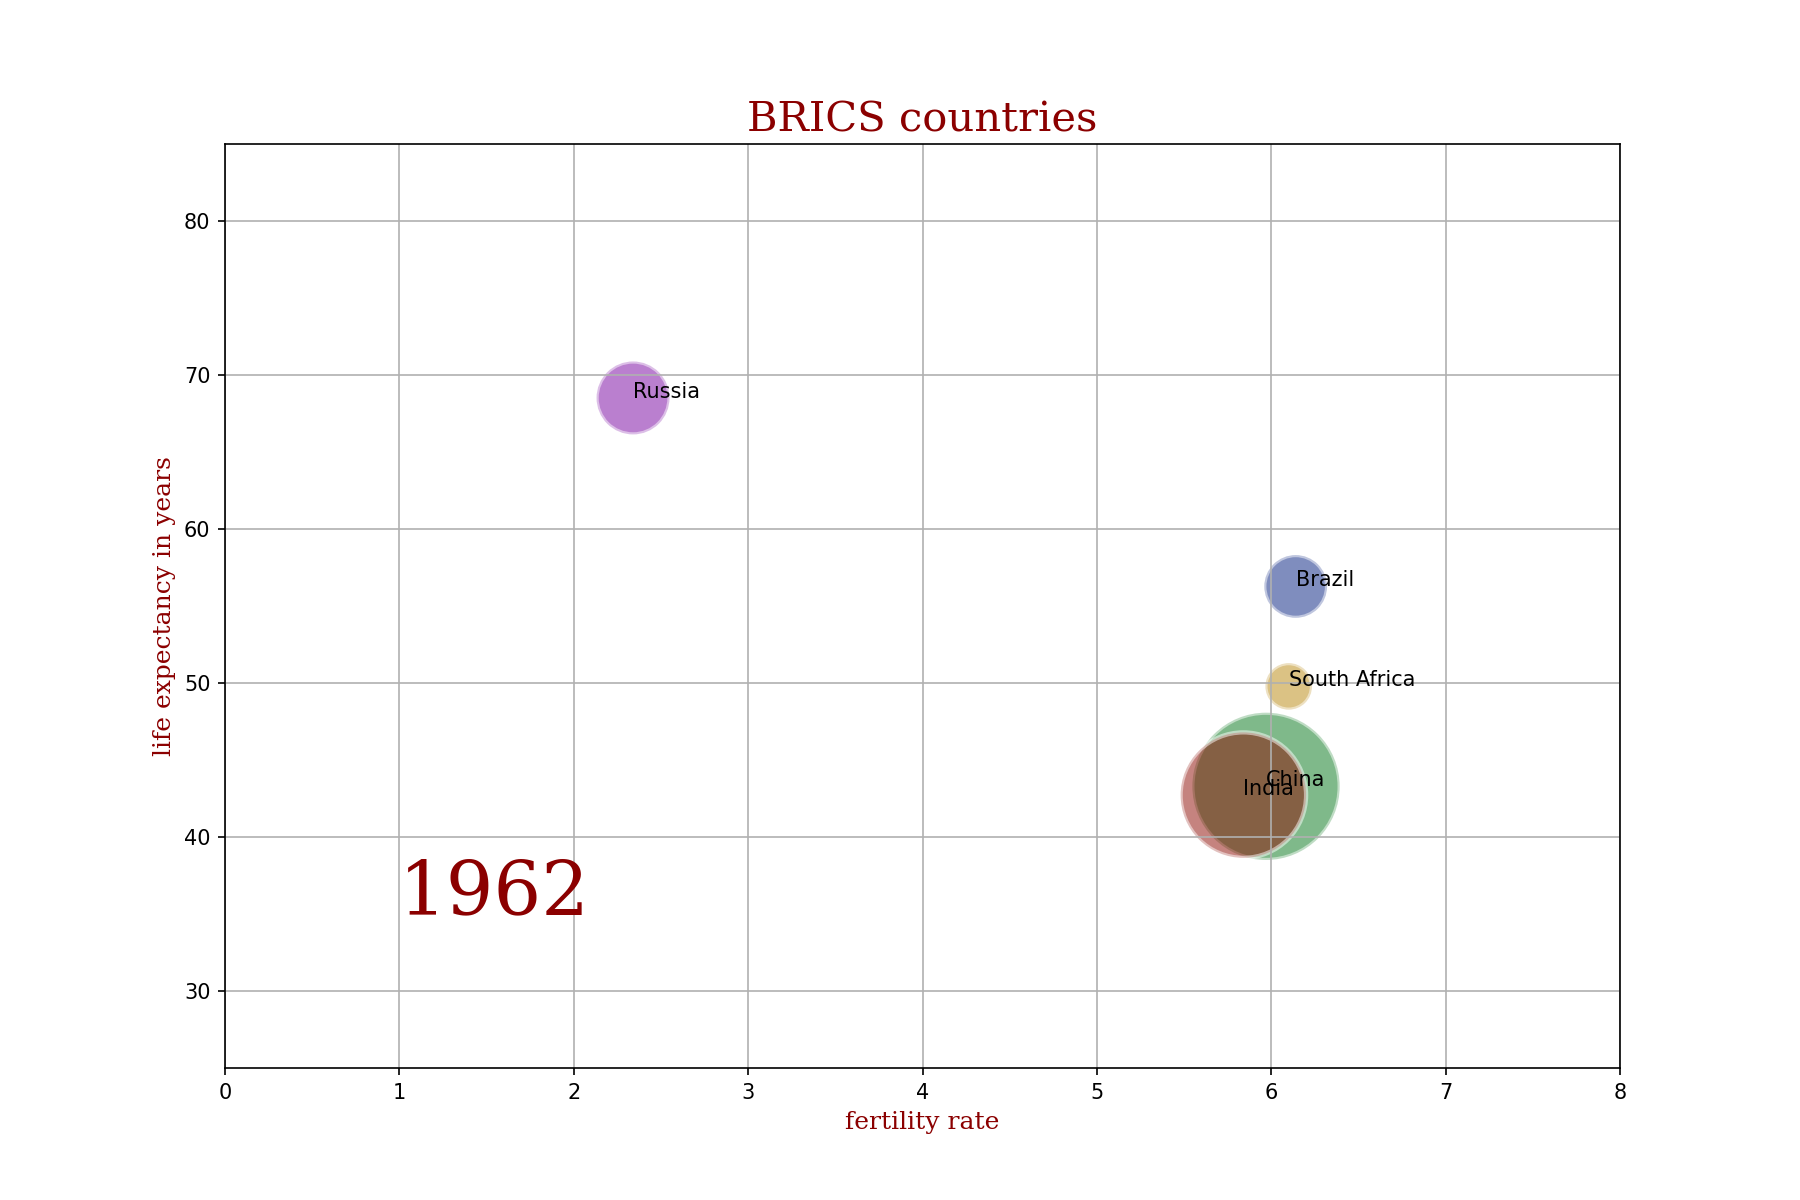 BRICS countries
life expectancy in years
80
70
60
50
40
30
Russia
Brazil
South Africa
China
India
1962
0 1 2 3 4 5 6 7 8
fertility rate